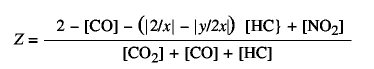 Z = 2 – [CO] – (|2/x| – |y/2x|) [HC} + [NO₂]
[CO₂] + [CO] + [HC]